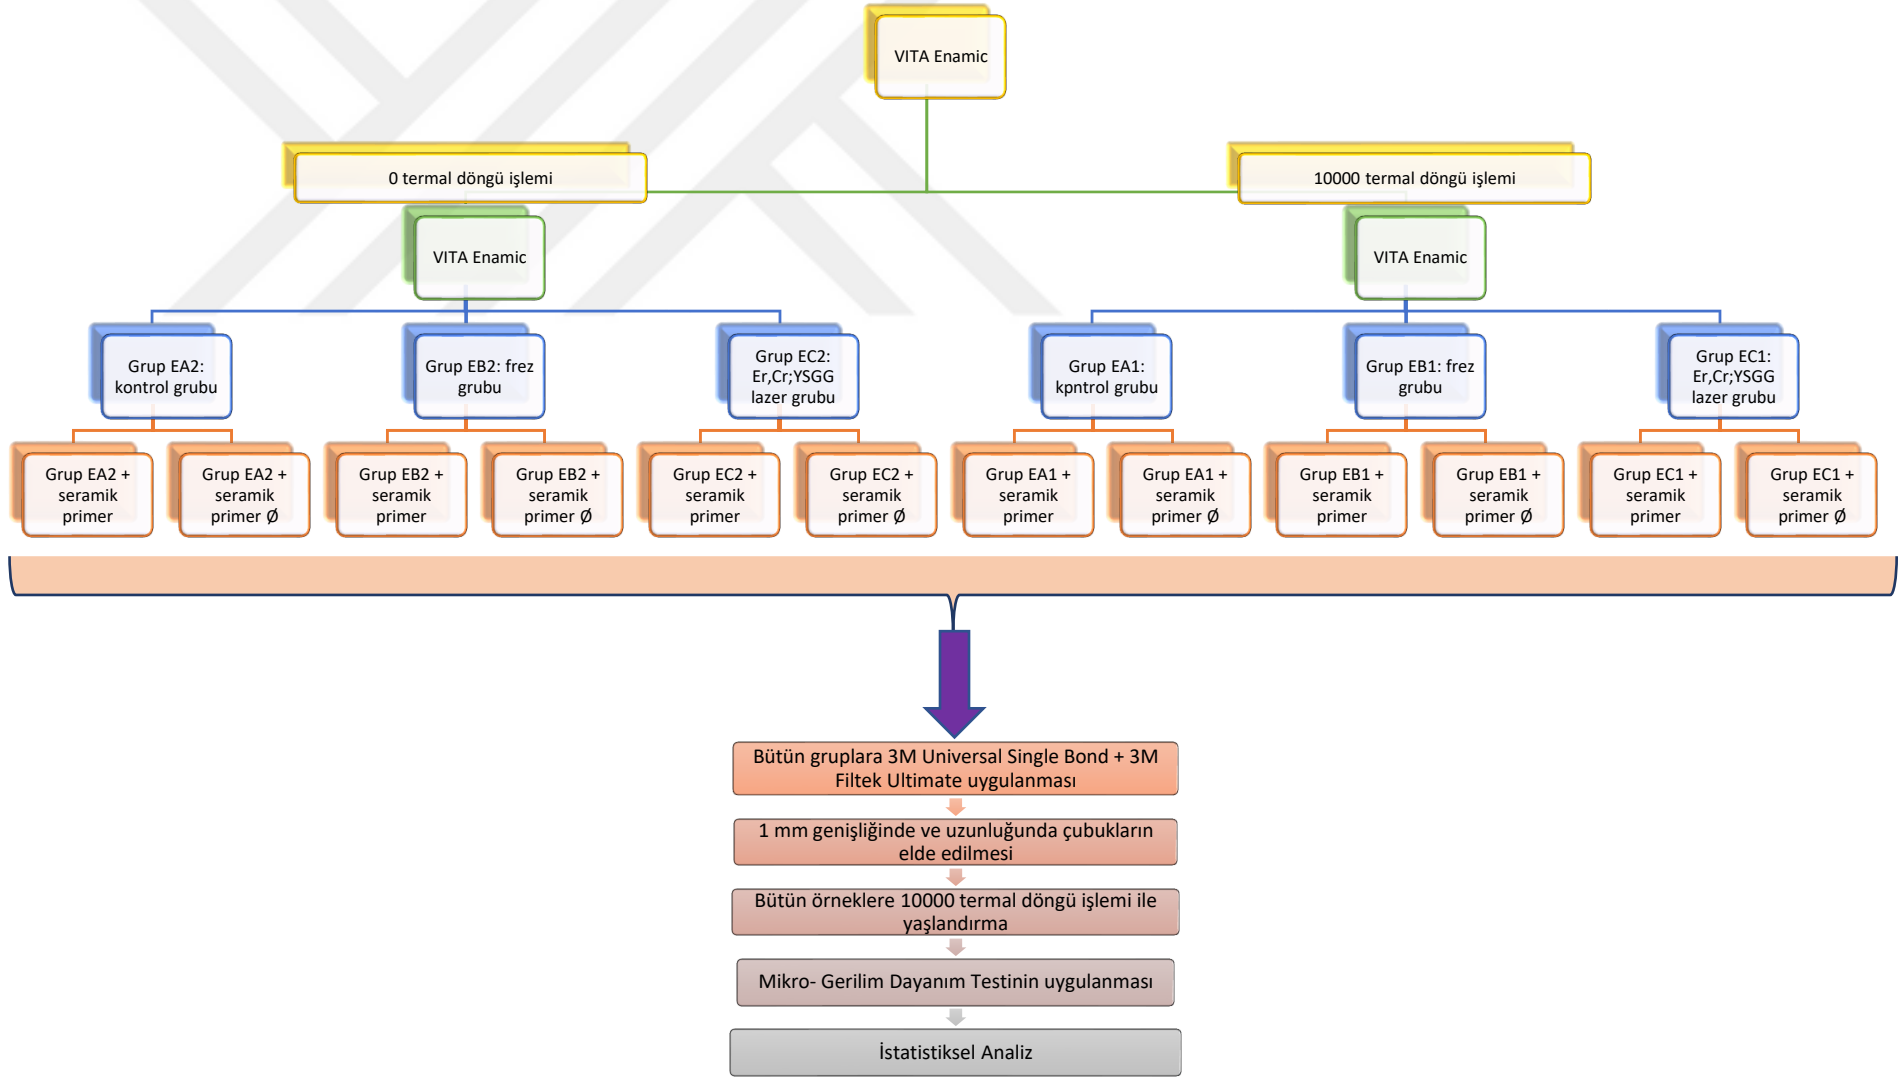 VITA Enamic
0 termal döngü işlemi
10000 termal döngü işlemi
VITA Enamic
VITA Enamic
Grup EA2:
kontrol grubu
Grup EB2: frez
grubu
Grup EC2:
Er,Cr;YSGG
lazer grubu
Grup EA1:
kpntrol grubu
Grup EB1: frez
grubu
Grup EC1:
Er,Cr;YSGG
lazer grubu
Grup EA2 +
seramik
primer
Grup EA2 +
seramik
primer Ø
Grup EB2 +
seramik
primer
Grup EB2 +
seramik
primer Ø
Grup EC2 +
seramik
primer
Grup EC2 +
seramik
primer Ø
Grup EA1 +
seramik
primer
Grup EA1 +
seramik
primer Ø
Grup EB1 +
seramik
primer
Grup EB1 +
seramik
primer Ø
Grup EC1 +
seramik
primer
Grup EC1 +
seramik
primer Ø
Bütün gruplara 3M Universal Single Bond + 3M
Filtek Ultimate uygulanması
1 mm genişliğinde ve uzunluğunda çubukların
elde edilmesi
Bütün örneklere 10000 termal döngü işlemi ile
yaşlandırma
Mikro- Gerilim Dayanım Testinin uygulanması
İstatistiksel Analiz